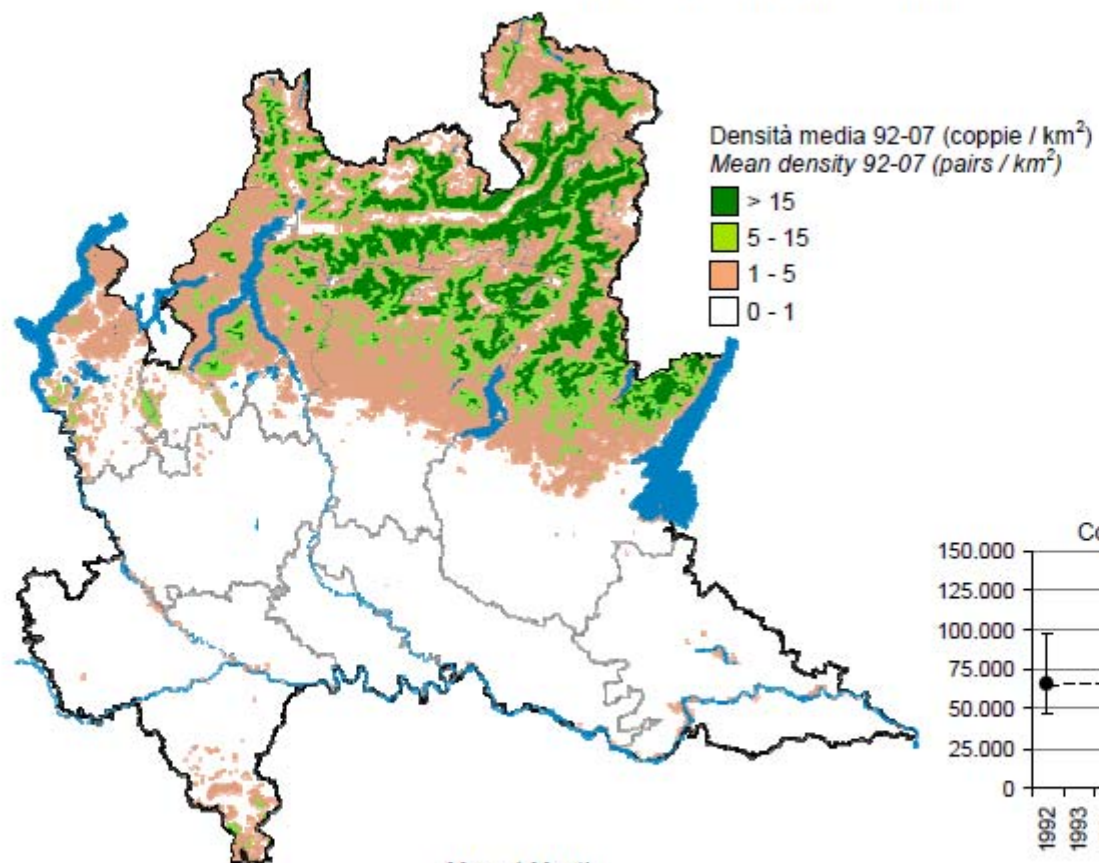 Densità media 92-07 (coppie / km²)
Mean density 92-07 (pairs / km²)
> 15
5 - 15
1 - 5
0 - 1
150.000
125.000
100.000
75.000
50.000
25.000
0
1992
1993